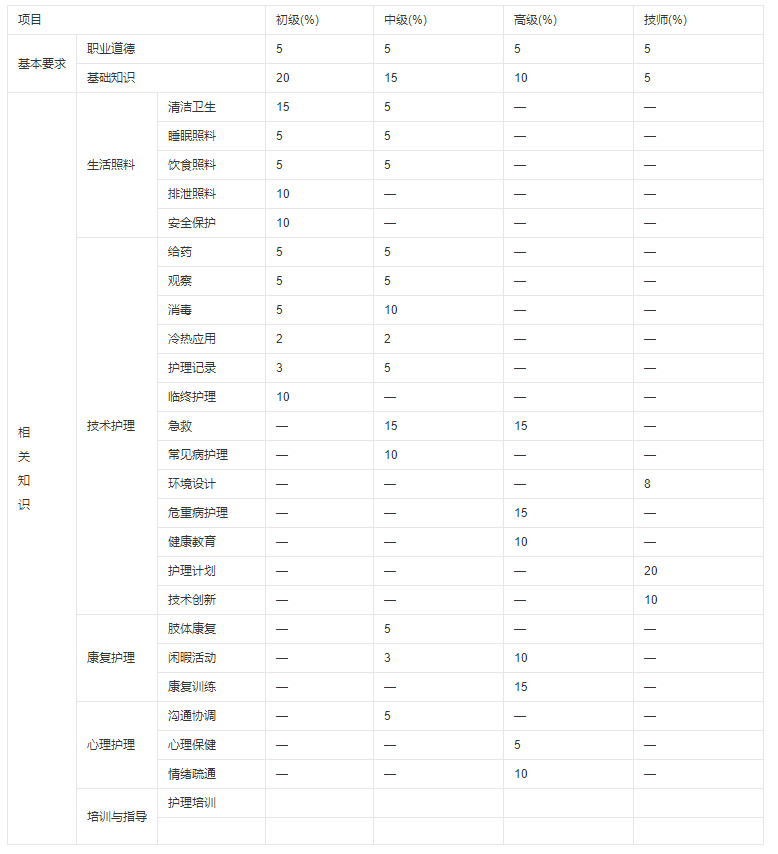 项目 初级(%) 中级(%) 高级(%) 技师(%)
基本要求 职业道德 5 5 5 5
基础知识 20 15 10 5
相关知识 生活照料 清洁卫生 15 5 — —
睡眠照料 5 5 — —
饮食照料 5 5 — —
排泄照料 10 — — —
安全保护 10 — — —
技术护理 给药 5 5 — —
观察 5 5 — —
消毒 5 10 — —
冷热应用 2 2 — —
护理记录 3 5 — —
临终护理 10 — — —
急救 — 15 15 —
常见病护理 — 10 — —
环境设计 — — — 8
危重病护理 — — 15 —
健康教育 — — 10 —
护理计划 — — — 20
技术创新 — — — 10
康复护理 肢体康复 — 5 — —
闲暇活动 — 3 10 —
康复训练 — — 15 —
心理护理 沟通协调 — 5 — —
心理保健 — — 5 —
情绪疏通 — — 10 —
培训与指导 护理培训